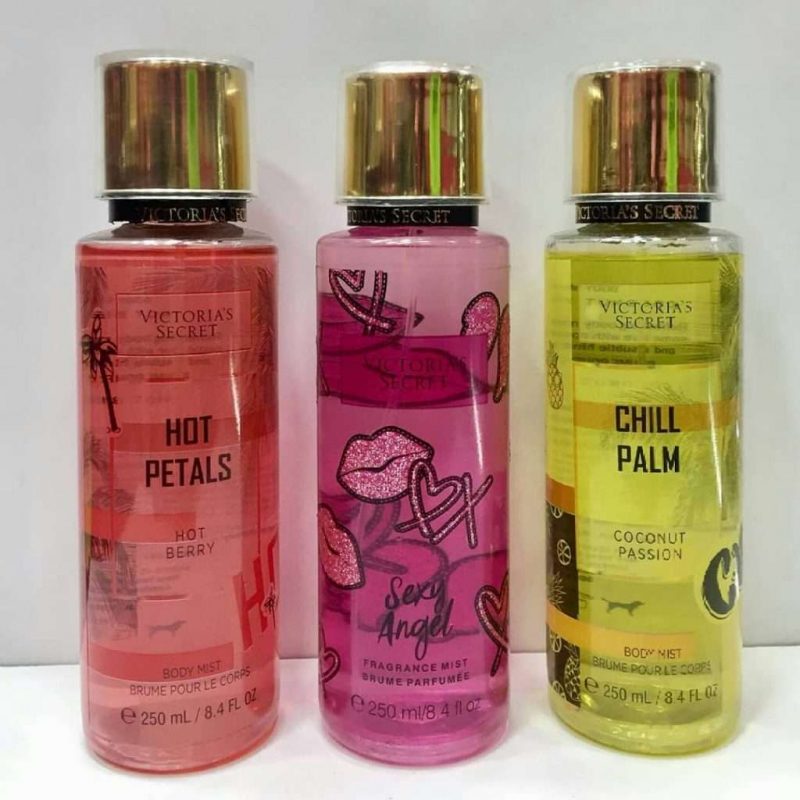 VICTORIA'S SECRET
VICTORIA'S
SECRET
HOT
PETALS
HOT
BERRY
BODY MIST
BRUME POUR LE CORPS
e 250 mL / 8.4 FL OZ
VICTORIA'S SECRET
VICTORIA'S
SECRET
Sexy
Angel
FRAGRANCE MIST
BRUME PARFUMÉE
e 250 ml/8.4 fl oz
VICTORIA'S SECRET
VICTORIA'S
SECRET
CHILL
PALM
COCONUT
PASSION
BODY MIST
BRUME POUR LE CORPS
e 250 mL / 8.4 FL OZ